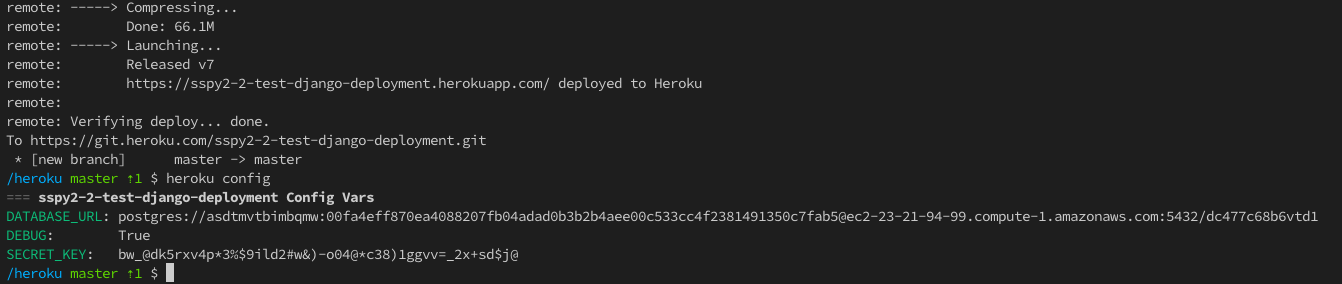 remote: -----> Compressing...
remote:        Done: 66.1M
remote: -----> Launching...
remote:        Released v7
remote:        https://sspy2-2-test-django-deployment.herokuapp.com/ deployed to Heroku
remote:
remote: Verifying deploy... done.
To https://git.heroku.com/sspy2-2-test-django-deployment.git
 * [new branch]      master -> master
/heroku master ↑1 $ heroku config
=== sspy2-2-test-django-deployment Config Vars
DATABASE_URL: postgres://asdtmvtbimbqmw:00fa4eff870ea4088207fb04adad0b3b2b4aee00c533cc4f2381491350c7fab5@ec2-23-21-94-99.compute-1.amazonaws.com:5432/dc477c68b6vtd1
DEBUG:        True
SECRET_KEY:   bw_@dk5rxv4p*3%$9ild2#w&)-o04@*c38)1ggvv=_2x+sd$j@
/heroku master ↑1 $